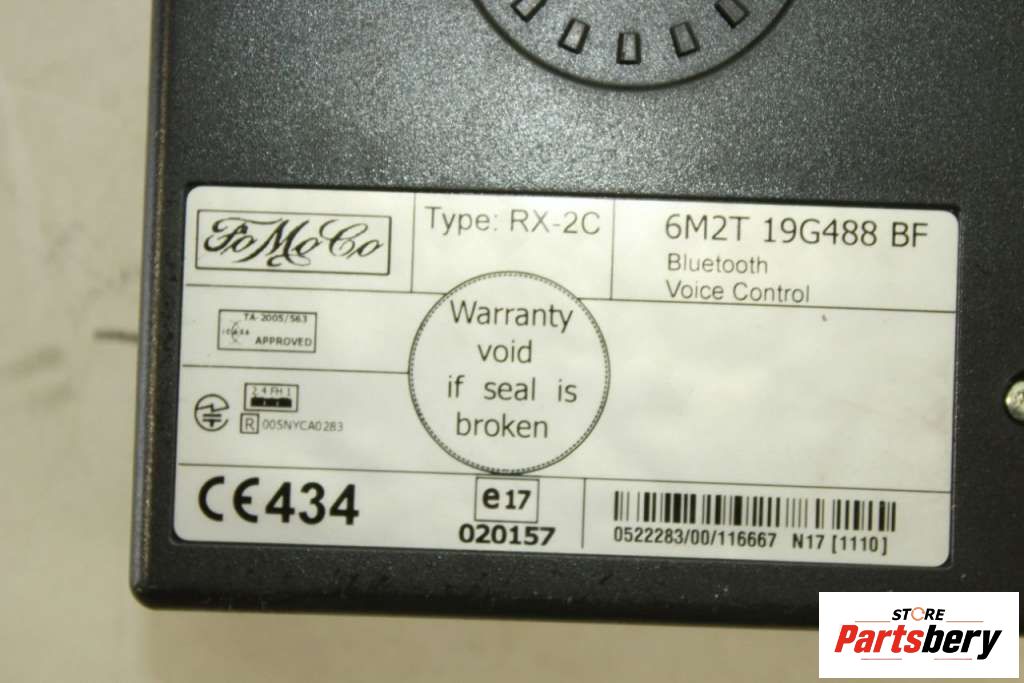 FoMoCo
Type: RX-2C
6M2T 19G488 BF
Bluetooth
Voice Control
TA-2005/563
ICASA
APPROVED
Warranty
void
if seal is
broken
2.4 FH 1
R 005NYCA0283
CE434
e17
020157
0522283/00/116667 N17 [1110]
STORE
Partsbery